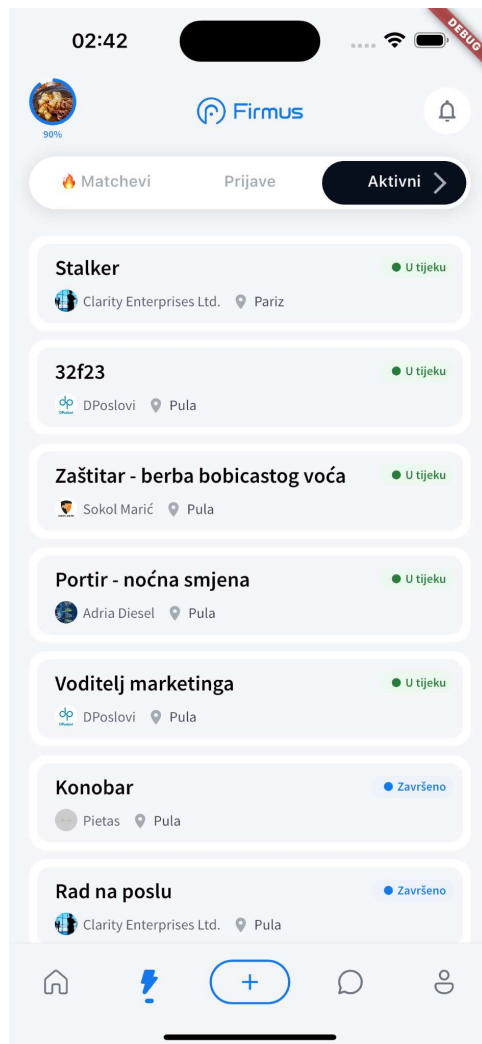 02:42
DEBUG
90%
Firmus
🔥 Matchevi Prijave Aktivni
Stalker
U tijeku
Clarity Enterprises Ltd. Pariz
32f23
U tijeku
dp DPoslovi Pula
Zaštitar - berba bobicastog voća
U tijeku
Sokol Marić Pula
Portir - noćna smjena
U tijeku
Adria Diesel Pula
Voditelj marketinga
U tijeku
dp DPoslovi Pula
Konobar
Završeno
Pietas Pula
Rad na poslu
Završeno
Clarity Enterprises Ltd. Pula